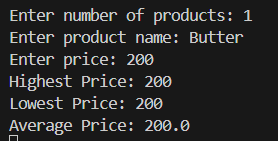 Enter number of products: 1
Enter product name: Butter
Enter price: 200
Highest Price: 200
Lowest Price: 200
Average Price: 200.0